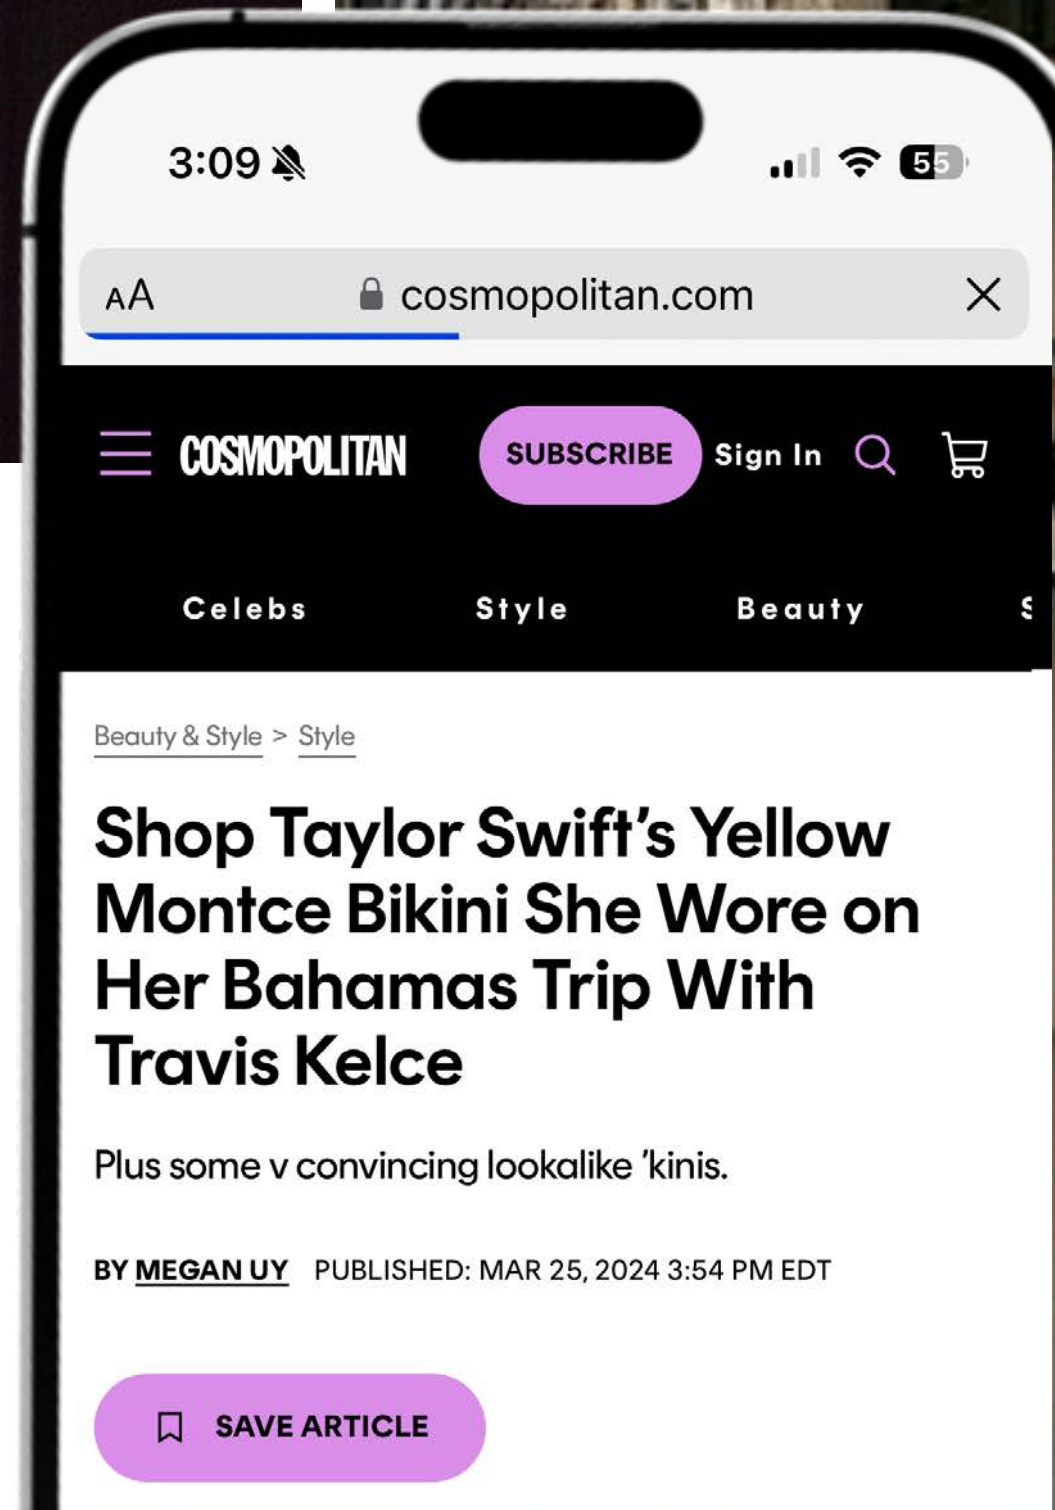 3:09 55
AA cosmopolitan.com
COSMOPOLITAN SUBSCRIBE Sign In
Celebs Style Beauty S
Beauty & Style > Style
Shop Taylor Swift’s Yellow
Montce Bikini She Wore on
Her Bahamas Trip With
Travis Kelce
Plus some v convincing lookalike ’kinis.
BY MEGAN UY PUBLISHED: MAR 25, 2024 3:54 PM EDT
SAVE ARTICLE